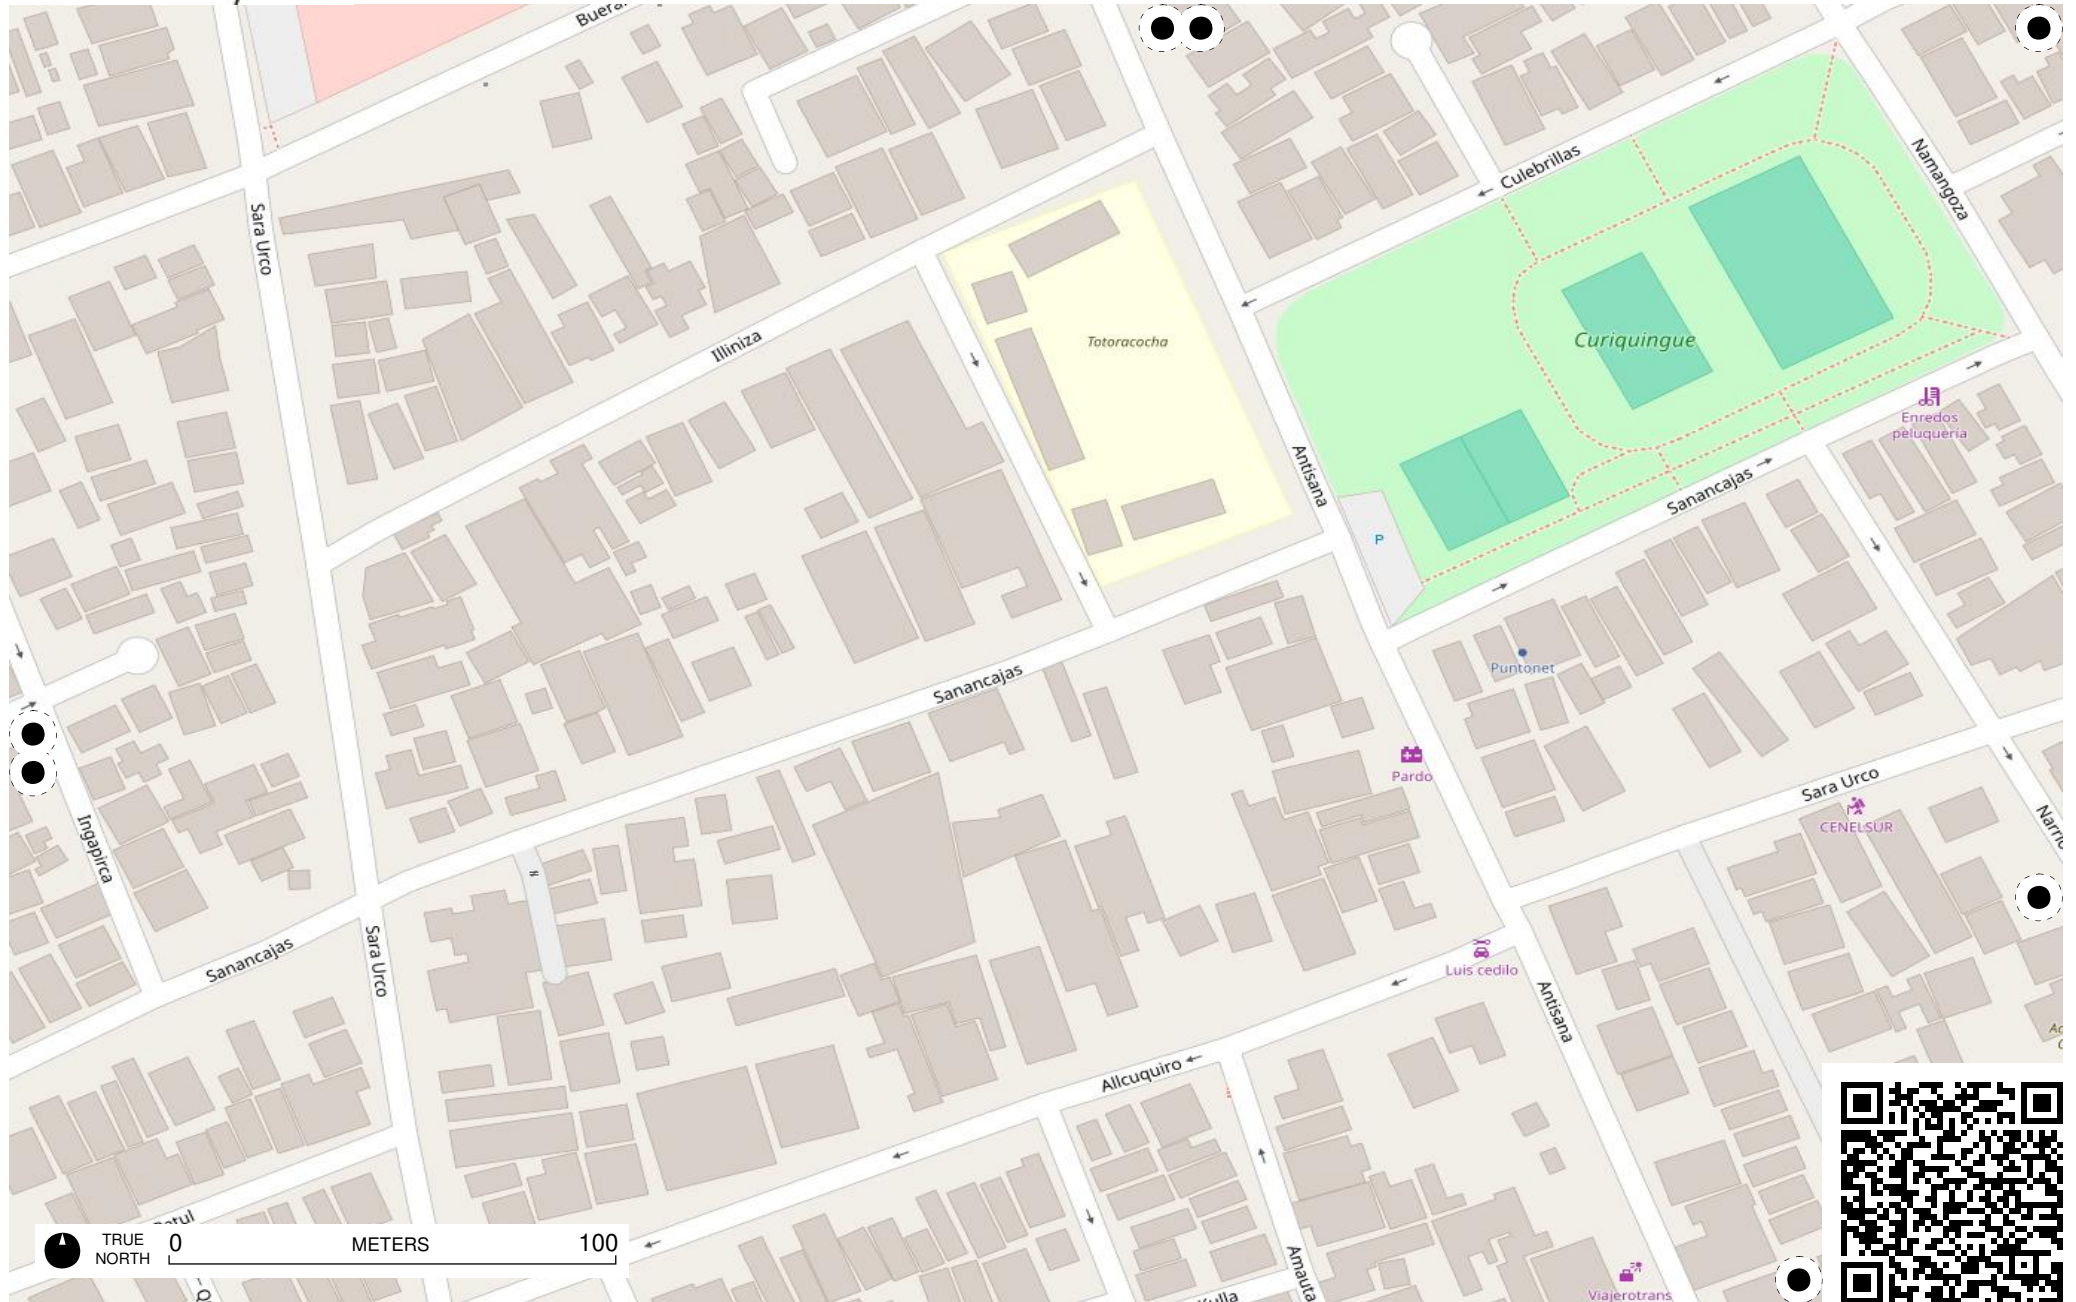 Sara Urco
Culebrillas
Namangoza
Illiniza
Totoracocha
Curiquingue
Enredos
peluquería
Antisana
Sanancajas
P
Puntonet
Sanancajas
Pardo
Sara Urco
CENELSUR
Ingapirca
Sanancajas
Sara Urco
Luis cedilo
Antisana
Allcuquiro
Amauta
Viajerotrans
TRUE
NORTH
0 METERS 100